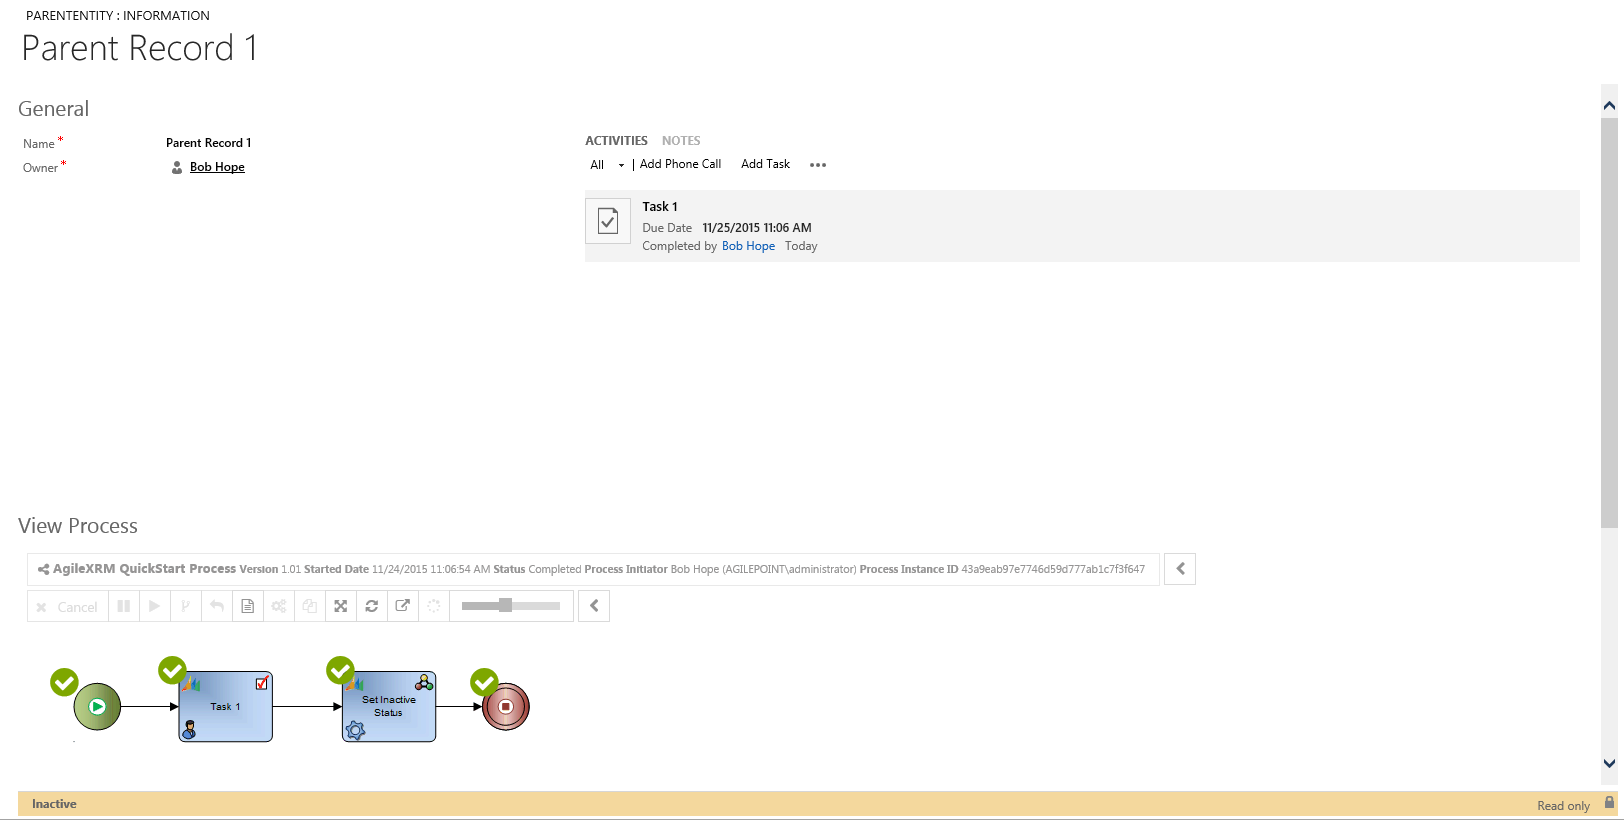 PARENTENTITY : INFORMATION
Parent Record 1
General
Name *
Parent Record 1
Owner *
Bob Hope
ACTIVITIES NOTES
All | Add Phone Call Add Task •••
Task 1
Due Date 11/25/2015 11:06 AM
Completed by Bob Hope Today
View Process
AgileXRM QuickStart Process Version 1.01 Started Date 11/24/2015 11:06:54 AM Status Completed Process Initiator Bob Hope (AGILEPOINT\administrator) Process Instance ID 43a9eab97e7746d59d777ab1c7f3f647
Cancel
Task 1
Set Inactive
Status
Inactive
Read only